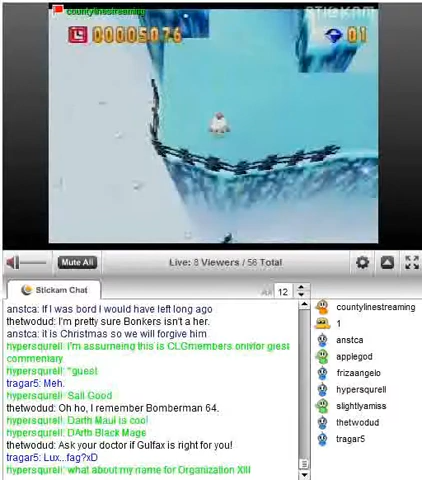 countylinestreaming
STICKAM
00005076
01
Mute All
Live: 8 Viewers / 56 Total
Stickam Chat
12
anstca: If I was bord I would have left long ago
thetwodud: I'm pretty sure Bonkers isn't a her.
anstca: it is Christmas so we will forgive him
hypersqurell: I'm assumeing this is CLGmembers only/or giest
commentary
hypersqurell: *guest
tragar5: Meh.
hypersqurell: Sall Good
thetwodud: Oh ho, I remember Bomberman 64.
hypersqurell: Darth Maul is cool
hypersqurell: DArth Black Mage
thetwodud: Ask your doctor if Gulfax is right for you!
tragar5: Lux...fag?xD
hypersqurell: what about my name for Organization XIII
countylinestreaming
1
anstca
applegod
frizaangelo
hypersqurell
slightlyamiss
thetwodud
tragar5